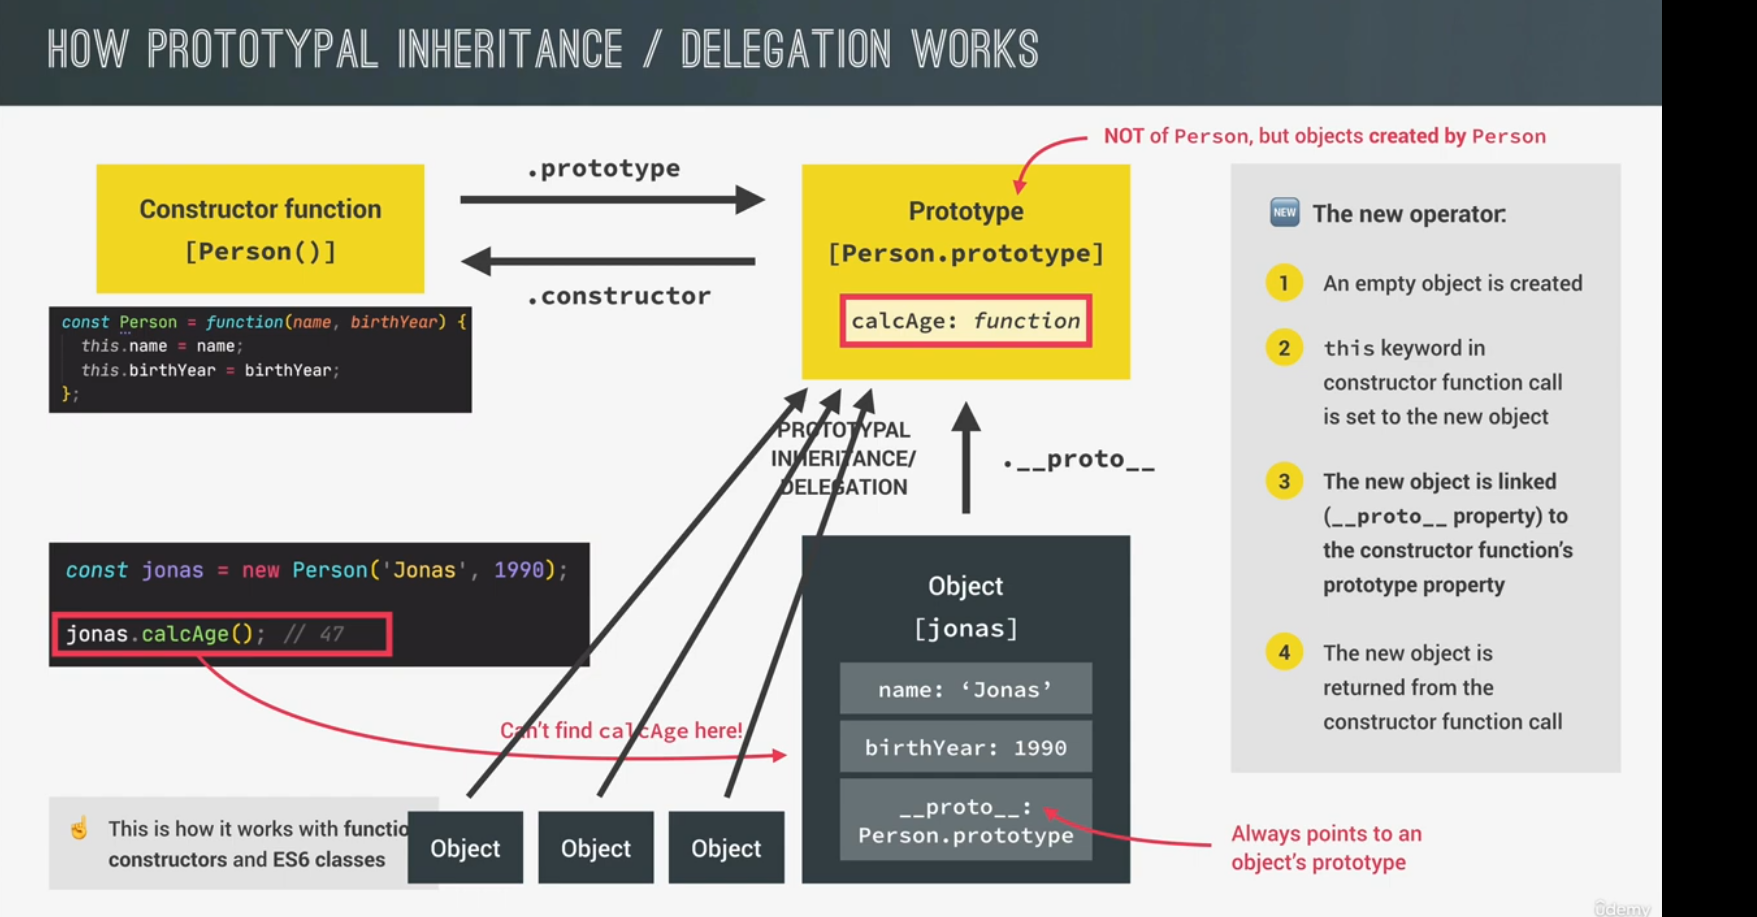 HOW PROTOTYPAL INHERITANCE / DELEGATION WORKS
NOT of Person, but objects created by Person
Constructor function
[Person()]
.prototype
.constructor
Prototype
[Person.prototype]
calcAge: function
const Person = function(name, birthYear) {
this.name = name;
this.birthYear = birthYear;
};
PROTOTYPAL
INHERITANCE/
DELEGATION
.__proto__
const jonas = new Person('Jonas', 1990);
jonas.calcAge(); // 47
Can't find calcAge here!
Object
[jonas]
name: ‘Jonas’
birthYear: 1990
__proto__:
Person.prototype
Always points to an
object's prototype
☝ This is how it works with functio
constructors and ES6 classes
Object
Object
Object
NEW The new operator:
1 An empty object is created
2 this keyword in
constructor function call
is set to the new object
3 The new object is linked
(__proto__ property) to
the constructor function's
prototype property
4 The new object is
returned from the
constructor function call
ûdemy